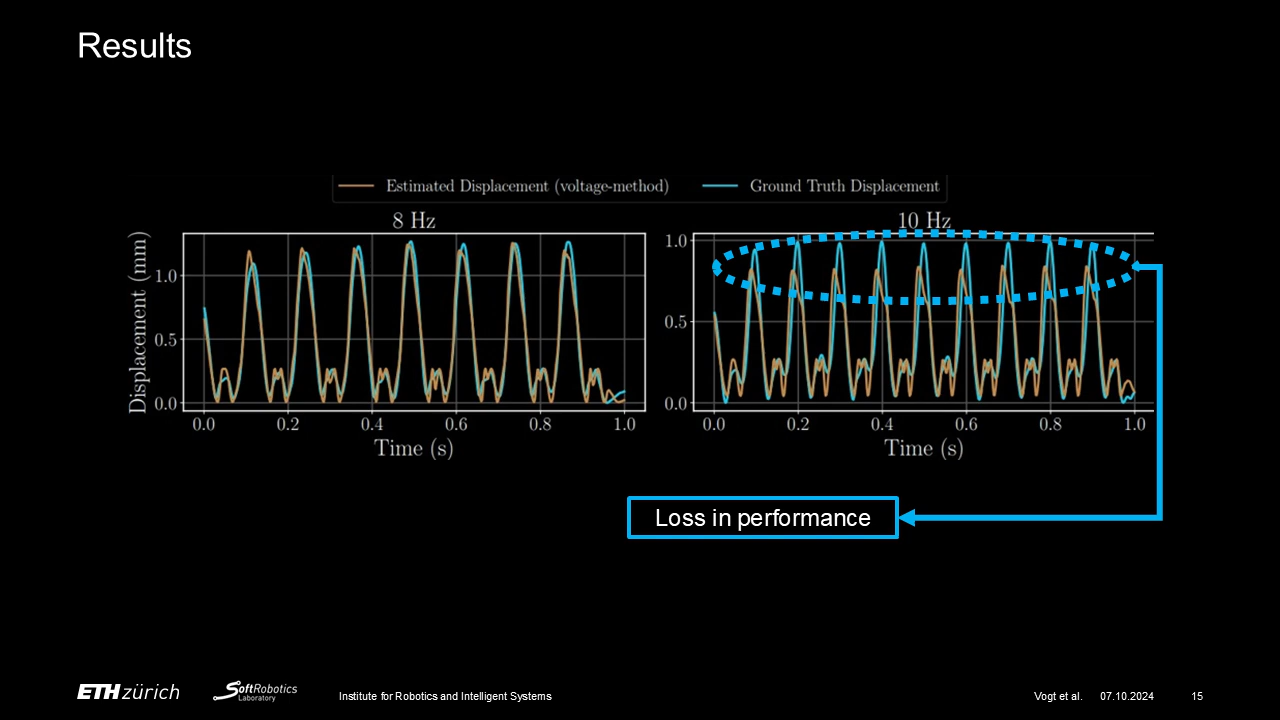 Results
Estimated Displacement (voltage-method) Ground Truth Displacement
8 Hz 10 Hz
Displacement (mm)
1.0
0.5
0.0
0.0 0.2 0.4 0.6 0.8 1.0
Time (s)
1.0
0.5
0.0
0.0 0.2 0.4 0.6 0.8 1.0
Time (s)
Loss in performance
ETH zürich SoftRobotics Laboratory Institute for Robotics and Intelligent Systems Vogt et al. 07.10.2024 15